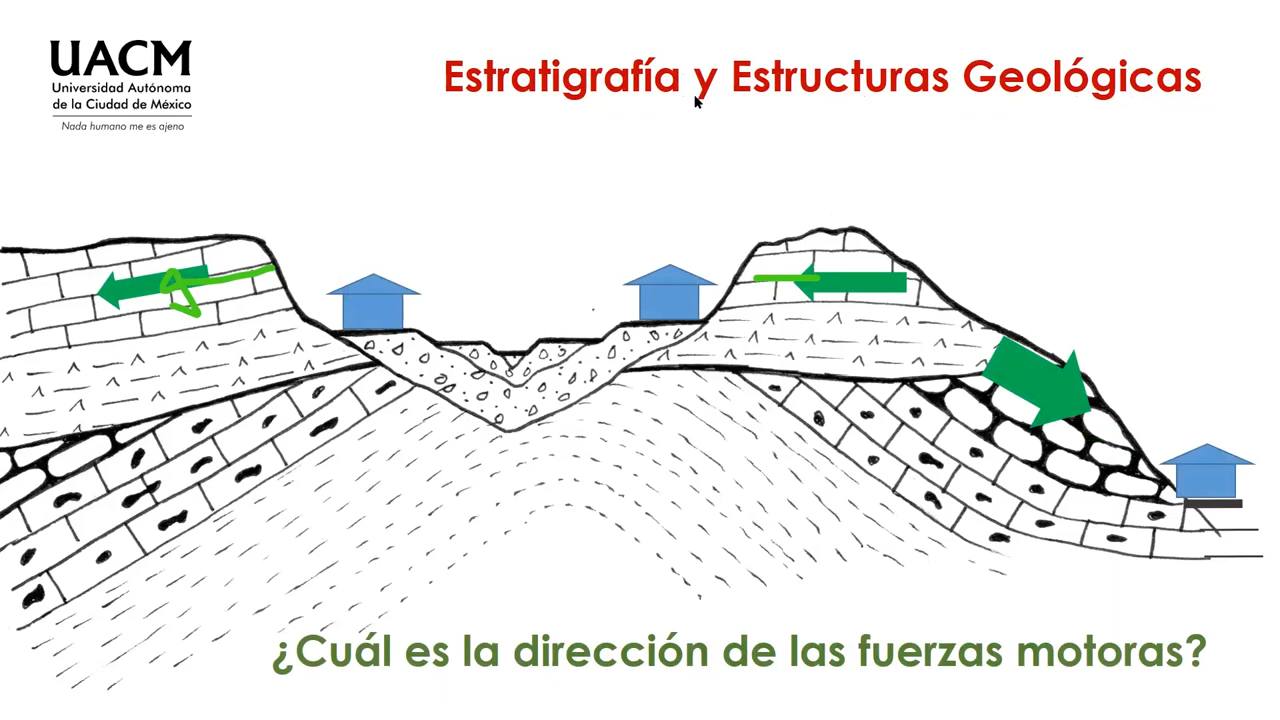 UACM
Universidad Autónoma
de la Ciudad de México
Nada humano me es ajeno
Estratigrafía y Estructuras Geológicas
¿Cuál es la dirección de las fuerzas motoras?